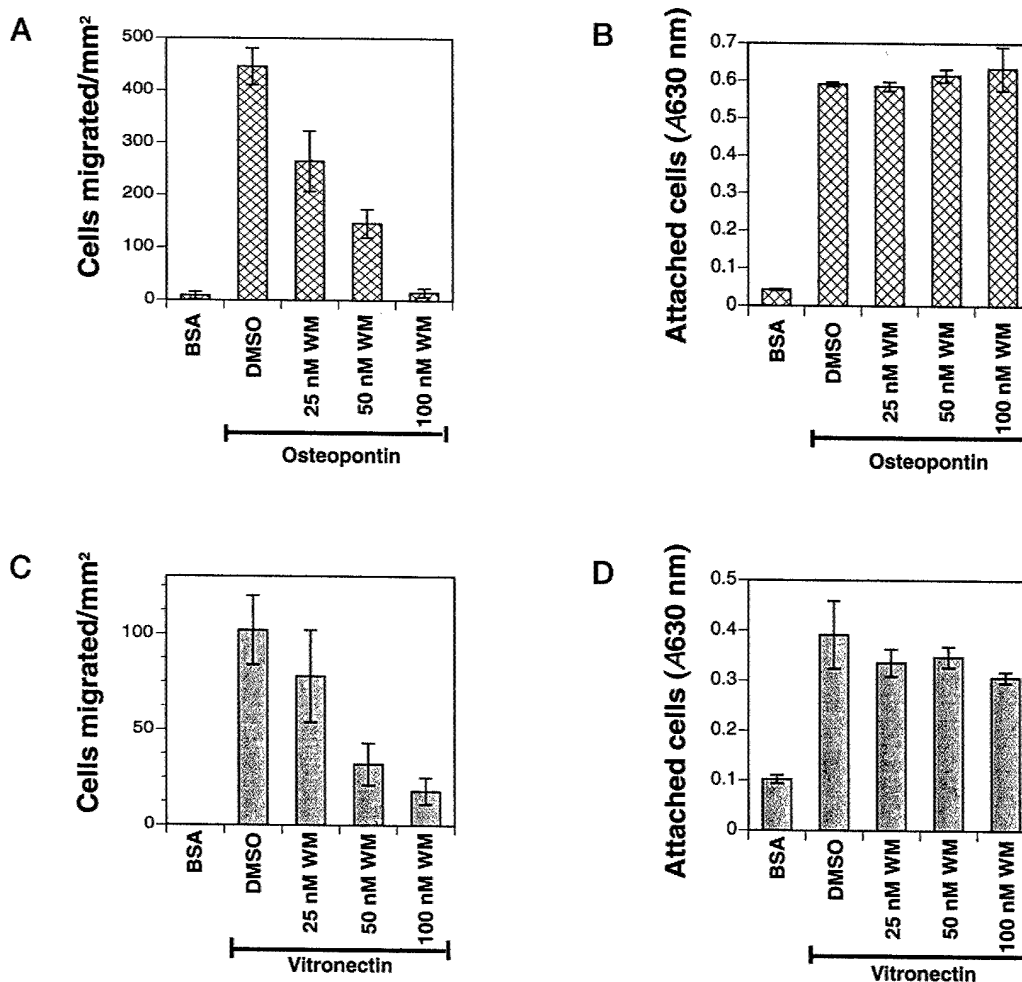 A
Cells migrated/mm²
500
400
300
200
100
0
BSA
DMSO
25 nM WM
50 nM WM
100 nM WM
Osteopontin
B
Attached cells (A630 nm)
0.7
0.6
0.5
0.4
0.3
0.2
0.1
0
BSA
DMSO
25 nM WM
50 nM WM
100 nM WM
Osteopontin
C
Cells migrated/mm²
100
50
0
BSA
DMSO
25 nM WM
50 nM WM
100 nM WM
Vitronectin
D
Attached cells (A630 nm)
0.5
0.4
0.3
0.2
0.1
0
BSA
DMSO
25 nM WM
50 nM WM
100 nM WM
Vitronectin